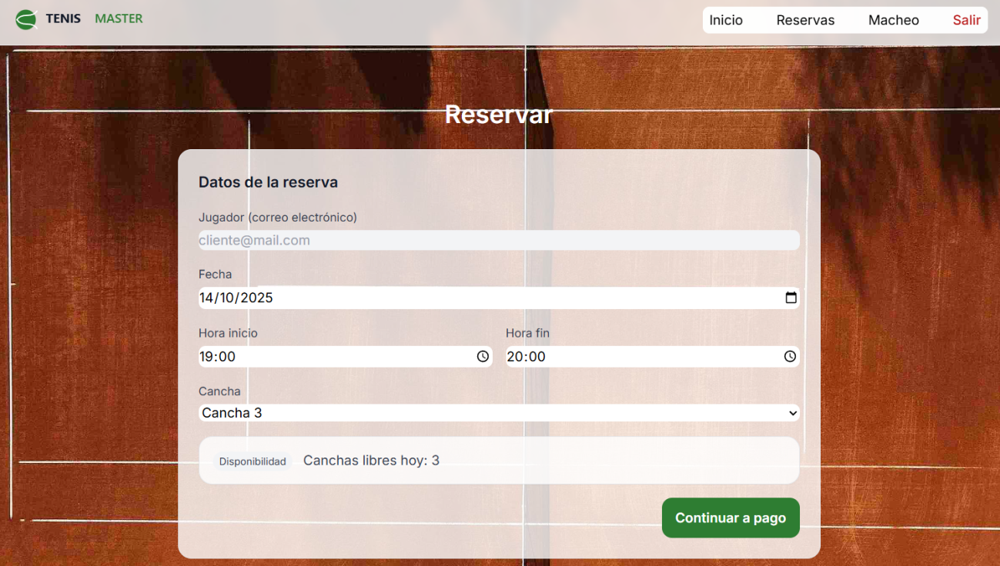 TENIS MASTER
Inicio Reservas Macheo Salir
Reservar
Datos de la reserva
Jugador (correo electrónico)
cliente@mail.com
Fecha
14/10/2025
Hora inicio Hora fin
19:00 20:00
Cancha
Cancha 3
Disponibilidad Canchas libres hoy: 3
Continuar a pago